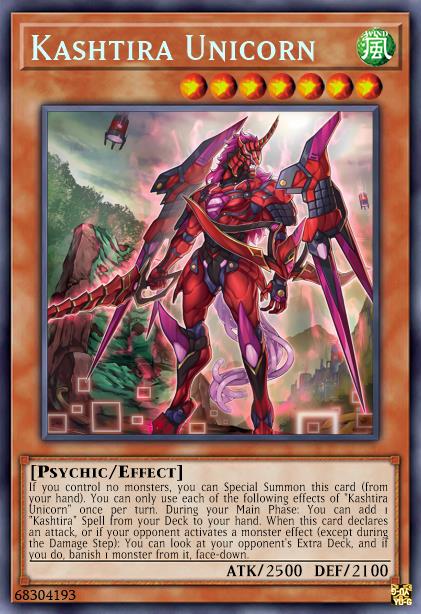 KASHTIRA UNICORN
WIND
風
[PSYCHIC/EFFECT]
If you control no monsters, you can Special Summon this card (from
your hand). You can only use each of the following effects of "Kashtira
Unicorn" once per turn. During your Main Phase: You can add 1
"Kashtira" Spell from your Deck to your hand. When this card declares
an attack, or if your opponent activates a monster effect (except during
the Damage Step): You can look at your opponent's Extra Deck, and if
you do, banish 1 monster from it, face-down.
ATK/2500 DEF/2100
68304193